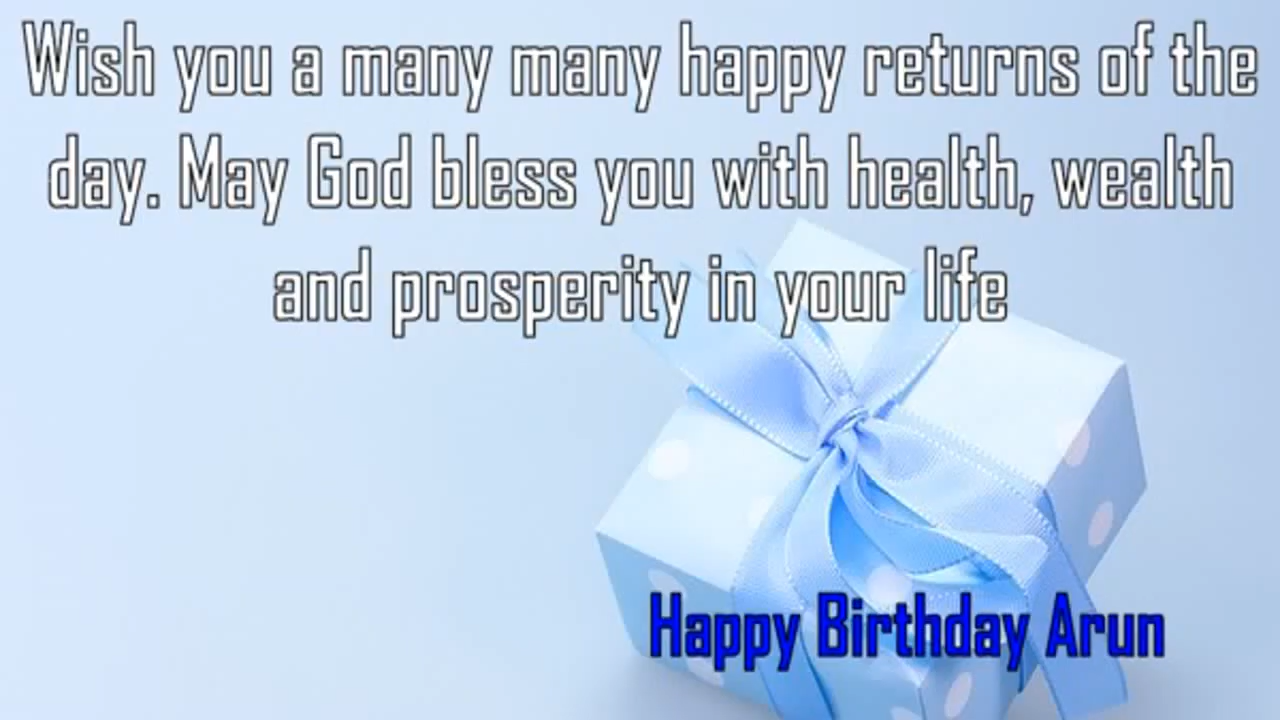 Wish you a many many happy returns of the
day. May God bless you with health, wealth
and prosperity in your life
Happy Birthday Arun